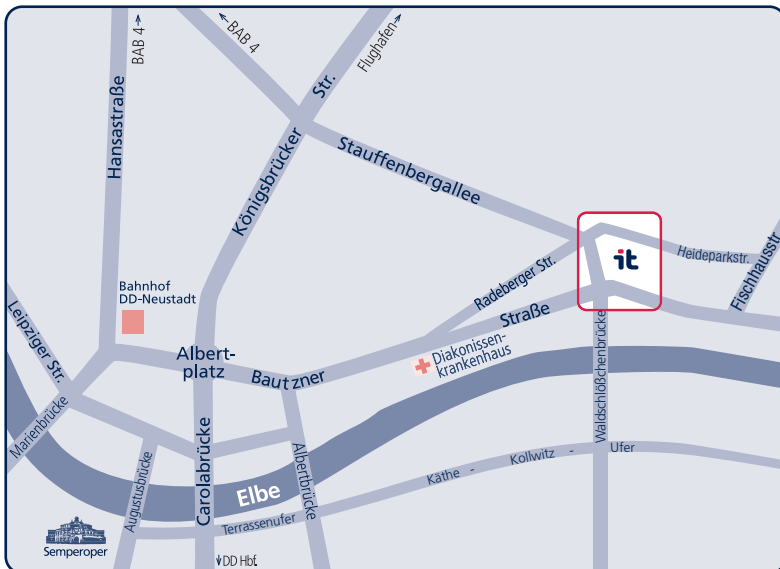 BAB 4
BAB 4
Flughafen
Hansastraße
Königsbrücker Str.
Stauffenbergallee
it
Heideparkstr.
Fischhausstr
Radeberger Str.
Bahnhof
DD-Neustadt
Leipziger Str.
Albert-
platz
Bautzner Straße
Diakonissen-
krankenhaus
Waldschlößchenbrücke
Marienbrücke
Augustusbrücke
Carolabrücke
Albertbrücke
Elbe
Käthe - Kollwitz - Ufer
Terrassenufer
Semperoper
DD Hbf.